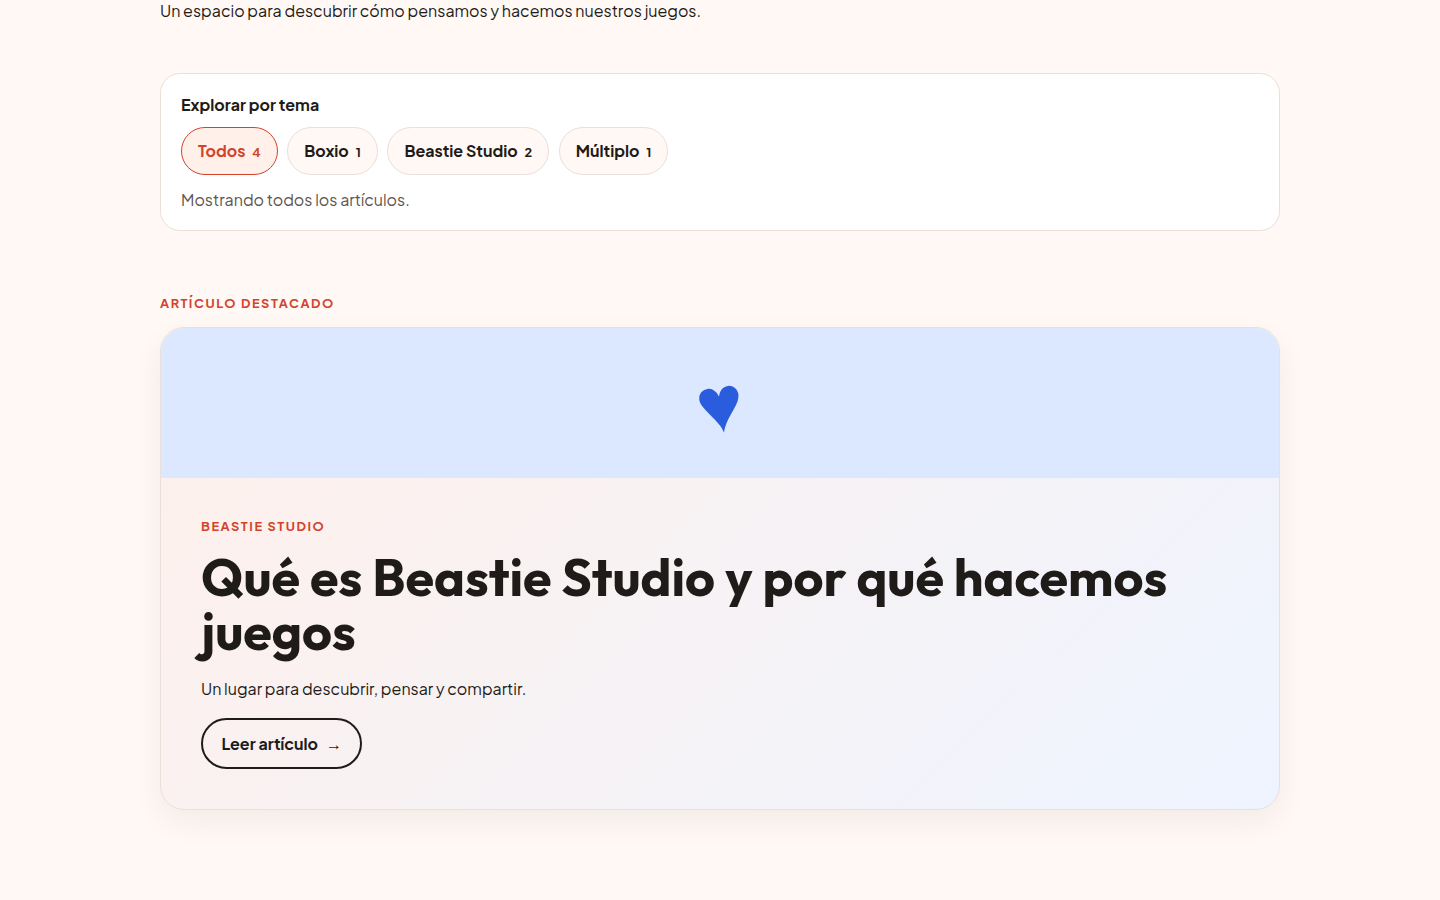 Un espacio para descubrir cómo pensamos y hacemos nuestros juegos.
Explorar por tema
Todos 4
Boxio 1
Beastie Studio 2
Múltiplo 1
Mostrando todos los artículos.
ARTÍCULO DESTACADO
BEASTIE STUDIO
Qué es Beastie Studio y por qué hacemos
juegos
Un lugar para descubrir, pensar y compartir.
Leer artículo →